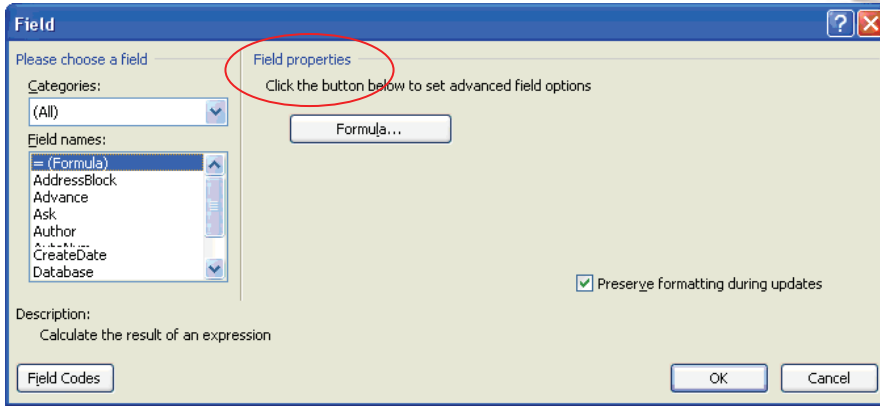 Field
Please choose a field
Categories:
(All)
Field names:
= (Formula)
AddressBlock
Advance
Ask
Author
CreateDate
Database
Description:
Calculate the result of an expression
Field Codes
Field properties
Click the button below to set advanced field options
Formula...
Preserve formatting during updates
OK
Cancel